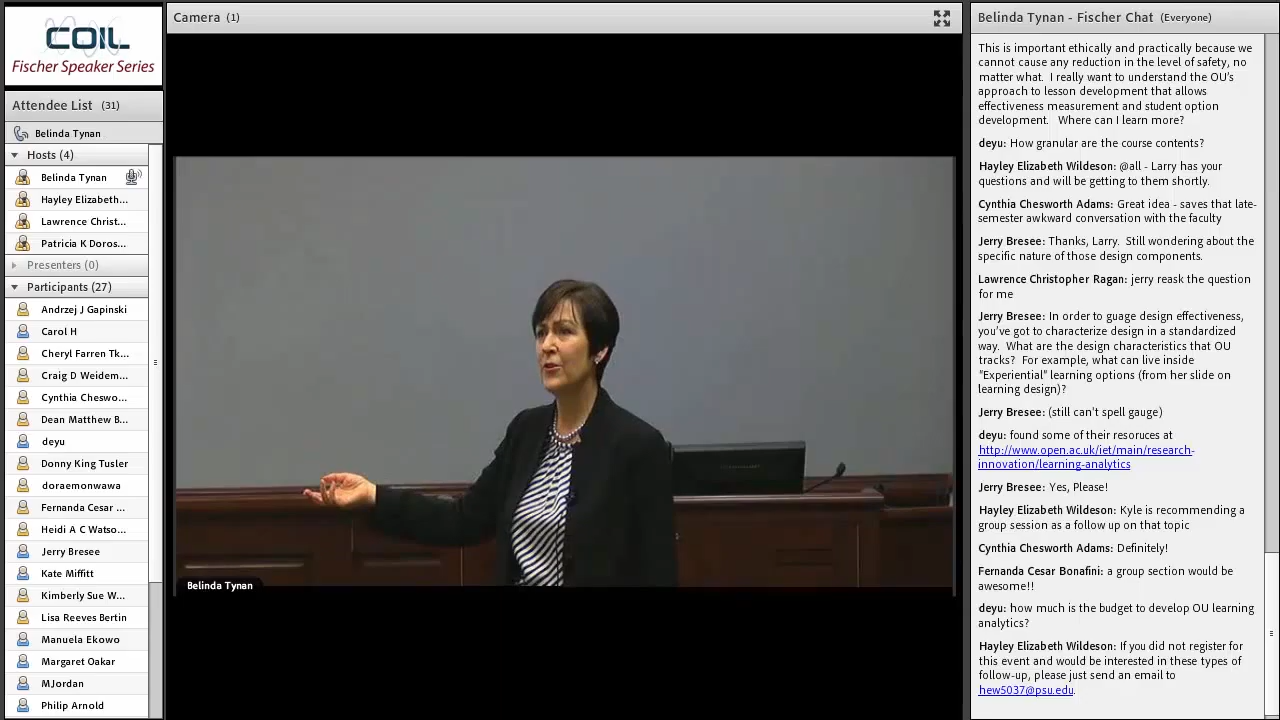 COIL
Fischer Speaker Series
Attendee List (31)
Belinda Tynan
Hosts (4)
Belinda Tynan
Hayley Elizabeth...
Lawrence Christ...
Patricia K Doros...
Presenters (0)
Participants (27)
Andrzej J Gapinski
Carol H
Cheryl Farren Tk...
Craig D Weidem...
Cynthia Cheswo...
Dean Matthew B...
deyu
Donny King Tusler
doraemonwawa
Fernanda Cesar ...
Heidi A C Watso...
Jerry Bresee
Kate Miffitt
Kimberly Sue W...
Lisa Reeves Bertin
Manuela Ekowo
Margaret Oakar
MJordan
Philip Arnold
Camera (1)
Belinda Tynan
Belinda Tynan - Fischer Chat (Everyone)
This is important ethically and practically because we
cannot cause any reduction in the level of safety, no
matter what. I really want to understand the OU's
approach to lesson development that allows
effectiveness measurement and student option
development. Where can I learn more?
deyu: How granular are the course contents?
Hayley Elizabeth Wildeson: @all - Larry has your
questions and will be getting to them shortly.
Cynthia Chesworth Adams: Great idea - saves that late-
semester awkward conversation with the faculty
Jerry Bresee: Thanks, Larry. Still wondering about the
specific nature of those design components.
Lawrence Christopher Ragan: jerry reask the question
for me
Jerry Bresee: In order to guage design effectiveness,
you've got to characterize design in a standardized
way. What are the design characteristics that OU
tracks? For example, what can live inside
"Experiential" learning options (from her slide on
learning design)?
Jerry Bresee: (still can't spell gauge)
deyu: found some of their resoruces at
http://www.open.ac.uk/iet/main/research-
innovation/learning-analytics
Jerry Bresee: Yes, Please!
Hayley Elizabeth Wildeson: Kyle is recommending a
group session as a follow up on that topic
Cynthia Chesworth Adams: Definitely!
Fernanda Cesar Bonafini: a group section would be
awesome!!
deyu: how much is the budget to develop OU learning
analytics?
Hayley Elizabeth Wildeson: If you did not register for
this event and would be interested in these types of
follow-up, please just send an email to
hew5037@psu.edu.